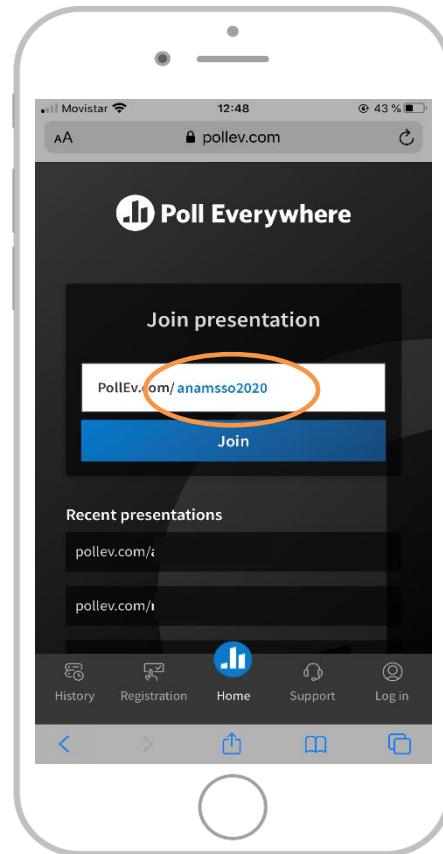 Movistar 12:48 43 %
AA pollev.com
Poll Everywhere
Join presentation
PollEv.com/anamsso2020
Join
Recent presentations
pollev.com/
pollev.com/
History Registration Home Support Log in